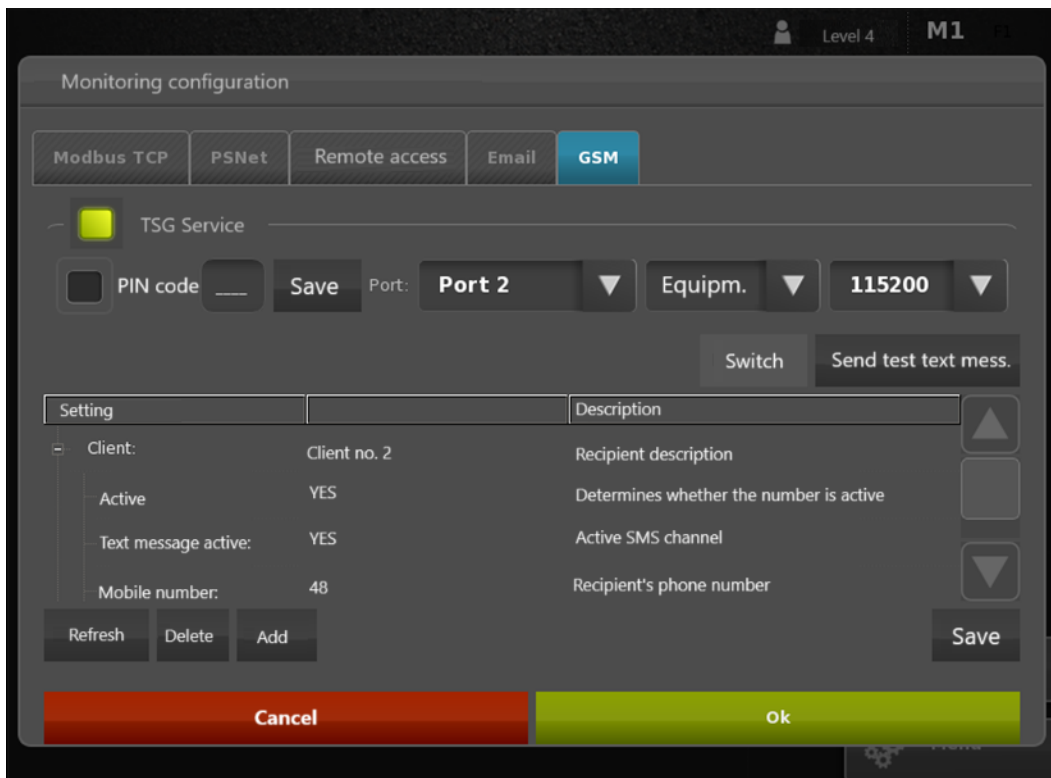 Level 4 M1 F1
Monitoring configuration
Modbus TCP PSNet Remote access Email GSM
TSG Service
PIN code ____ Save Port: Port 2 Equipm. 115200
Switch Send test text mess.
Setting Description
Client: Client no. 2 Recipient description
Active YES Determines whether the number is active
Text message active: YES Active SMS channel
Mobile number: 48 Recipient's phone number
Refresh Delete Add Save
Cancel Ok
Menu